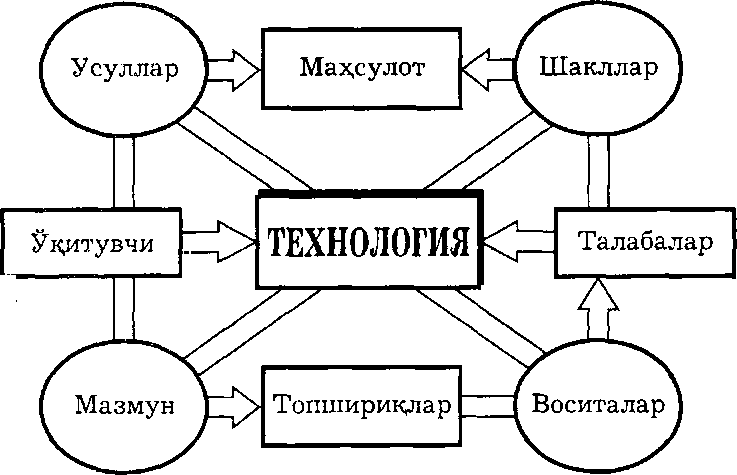 Усуллар
Маҳсулот
Шакллар
Ўқитувчи
ТЕХНОЛОГИЯ
Талабалар
Мазмун
Топшириқлар
Воситалар